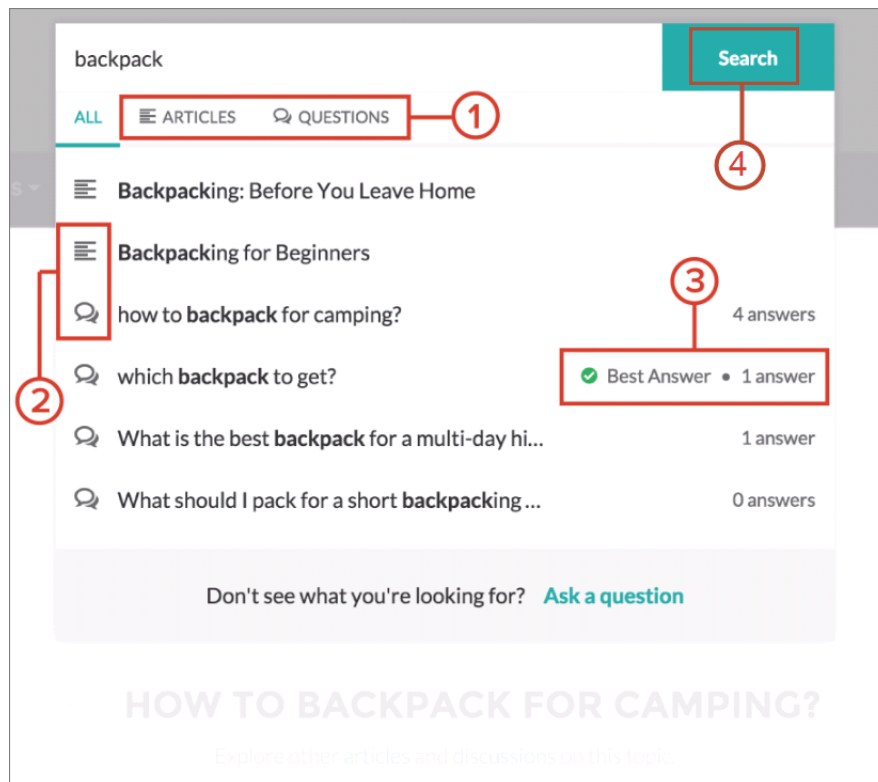 backpack
Search
ALL
ARTICLES
QUESTIONS
1
4
Backpacking: Before You Leave Home
Backpacking for Beginners
3
how to backpack for camping?
4 answers
which backpack to get?
Best Answer • 1 answer
2
What is the best backpack for a multi-day hi...
1 answer
What should I pack for a short backpacking ...
0 answers
Don't see what you're looking for? Ask a question
HOW TO BACKPACK FOR CAMPING?
Explore other articles and discussions on this topic.